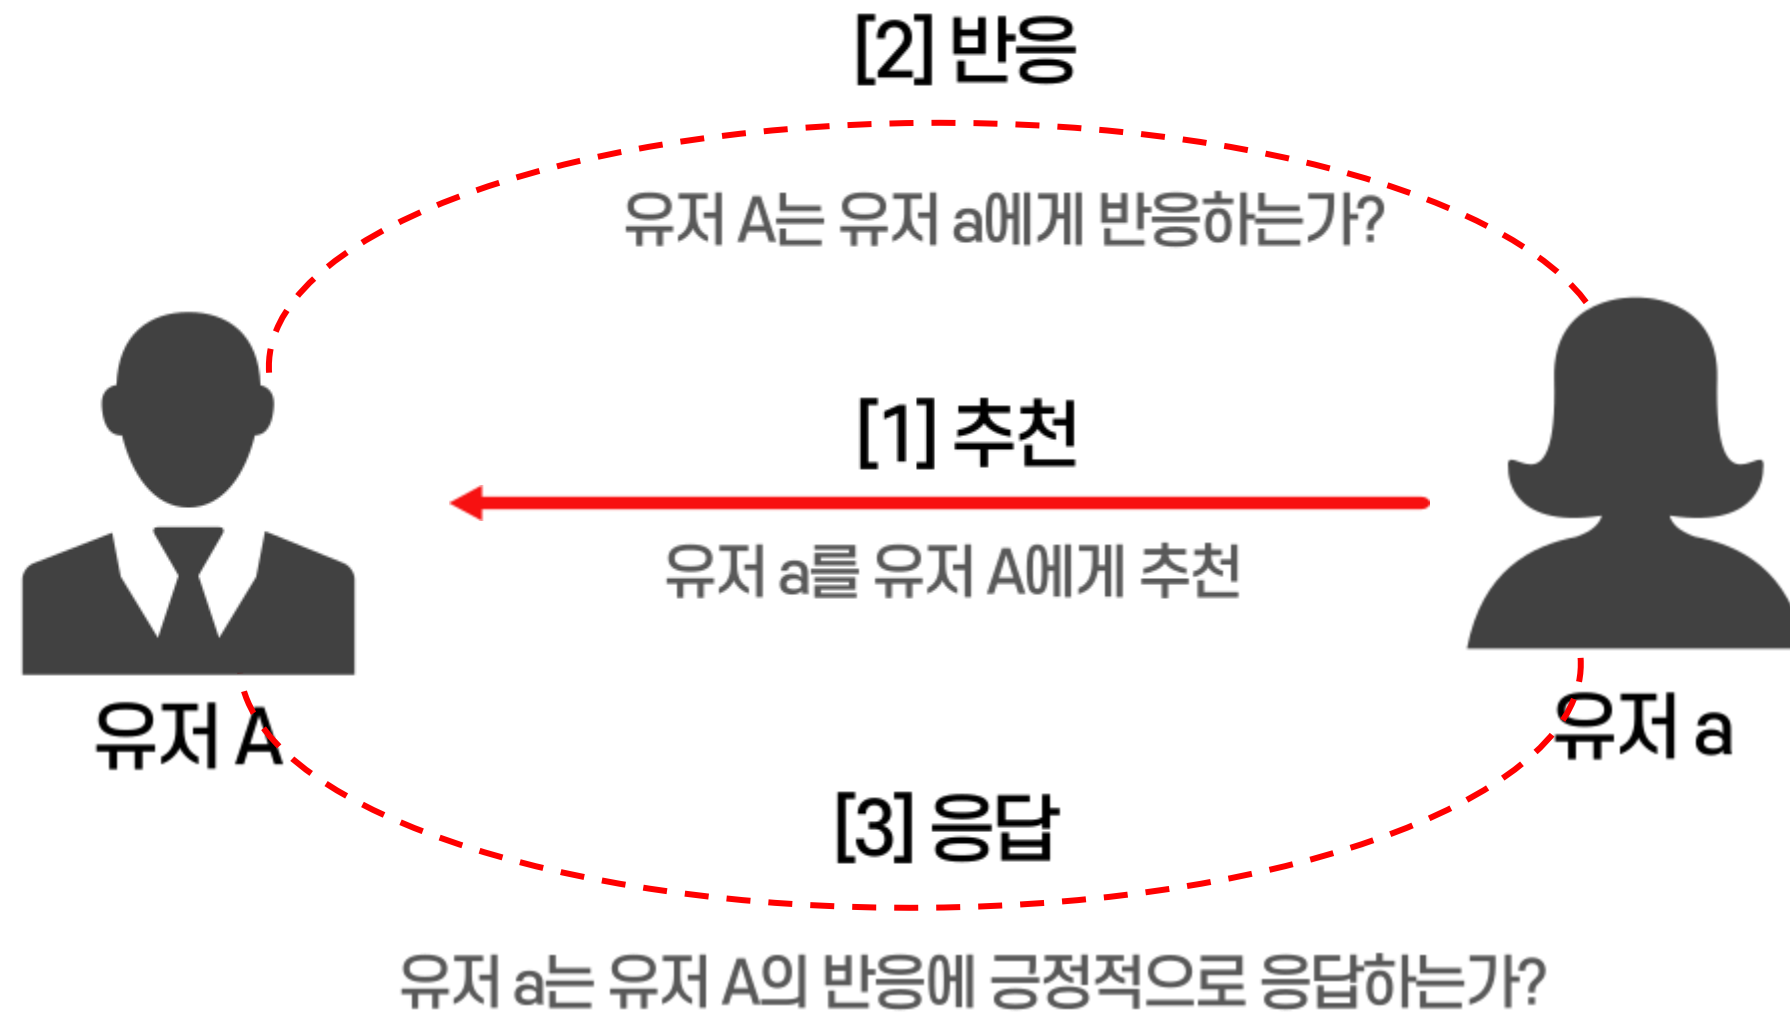 [2] 반응
유저 A는 유저 a에게 반응하는가?
[1] 추천
유저 a를 유저 A에게 추천
유저 A
유저 a
[3] 응답
유저 a는 유저 A의 반응에 긍정적으로 응답하는가?